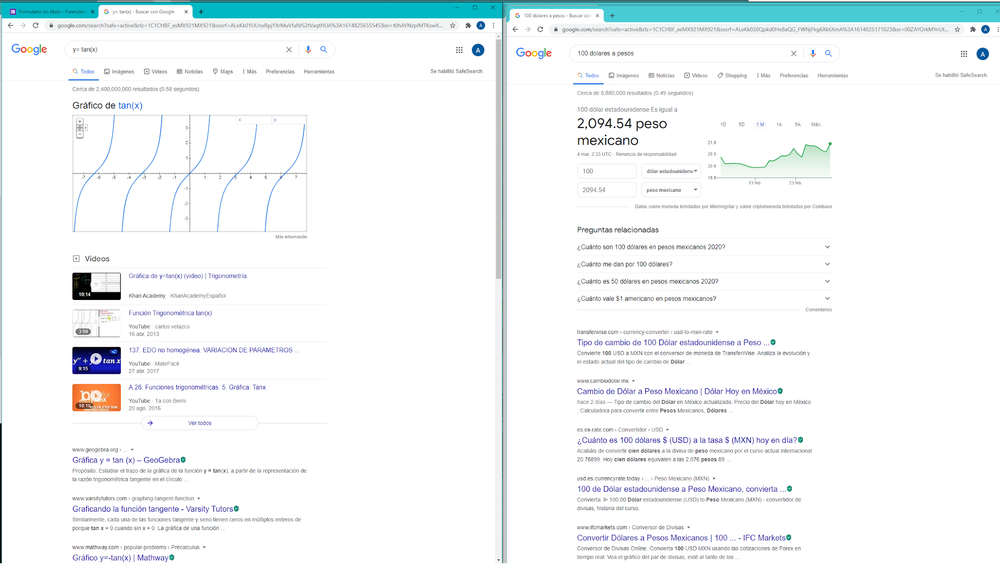 Formulario sin título - Formulario
y= tan(x) - Buscar con Google
google.com/search?safe=active&rlz=1C1CHBF_esMX921MX921&sxsrf=ALeKk01UUnxRpjYXrMuVfaNIS2tVaqtHUA%3A1614825655545&ei=t0hAYNzpIMTKswX...
A
Google
y= tan(x)
A
Todos
Imágenes
Videos
Noticias
Maps
Más
Preferencias
Herramientas
Se habilitó SafeSearch.
Cerca de 2,400,000,000 resultados (0.58 segundos)
Gráfico de tan(x)
x:
y:
3
2
1
-7 -6 -5 -4 -3 -2 -1 1 2 3 4 5 6 7
-1
-2
-3
Más información
Videos
Gráfica de y=tan(x) (video) | Trigonometría
10:14
Khan Academy · KhanAcademyEspañol
Función Trigonométrica tan(x)
3:59
YouTube · carlos velazco
16 abr. 2013
137. EDO no homogénea. VARIACIÓN DE PARÁMETROS ...
y″ + y = tan x
9:15
YouTube · MateFacil
27 abr. 2017
A.26. Funciones trigonométricas. 5. Gráfica: Tanx
TanX
10:19
VISTA PREVIA
YouTube · 1a con Berni
20 ago. 2016
Ver todos
www.geogebra.org › ...
Gráfica y = tan (x) – GeoGebra
Propósito: Estudiar el trazo de la gráfica de la función y = tan(x), a partir de la representación de
la razón trigonométrica tangente en el círculo ...
www.varsitytutors.com › graphing-tangent-function
Graficando la función tangente - Varsity Tutors
Similarmente, cada una de las funciones tangente y seno tienen ceros en múltiplos enteros de
porque tan x = 0 cuando sin x = 0. La gráfica de una función ...
www.mathway.com › popular-problems › Precalculus
Gráfico y=-tan(x) | Mathway
100 dolares a pesos - Buscar con
google.com/search?safe=active&rlz=1C1CHBF_esMX921MX921&sxsrf=ALeKk030Qpkd0He8aQG_FWNjFkg6Xk6XmA%3A1614825171823&ei=00ZAYOrkMYnUt...
A
Google
100 dolares a pesos
A
Todos
Imágenes
Noticias
Videos
Shopping
Más
Preferencias
Herramientas
Se habilitó SafeSearch.
Cerca de 8,880,000 resultados (0.49 segundos)
100 dólar estadounidense Es igual a
2,094.54 peso
mexicano
4 mar. 2:33 UTC · Renuncia de responsabilidad
100
dólar estadounidens
2094.54
peso mexicano
1D 5D 1 M 1A 5A Máx.
21.0
20.5
20.0
19.5
13 feb. 23 feb.
Datos sobre moneda brindados por Morningstar y sobre criptomoneda brindados por Coinbase
Preguntas relacionadas
¿Cuánto son 100 dólares en pesos mexicanos 2020?
¿Cuánto me dan por 100 dólares?
¿Cuánto es 50 dólares en pesos mexicanos 2020?
¿Cuánto vale $1 americano en pesos mexicanos?
Comentarios
transferwise.com › currency-converter › usd-to-mxn-rate
Tipo de cambio de 100 Dólar estadounidense a Peso ...
Convierte 100 USD a MXN con el conversor de moneda de TransferWise. Analiza la evolución y
el estado actual del tipo de cambio de Dólar ...
www.cambiodolar.mx
Cambio de Dólar a Peso Mexicano | Dólar Hoy en México
hace 2 días — Tipo de cambio del Dólar en México actualizado. Precio del Dólar hoy en México
. Calculadora para convertir entre Pesos Mexicanos, Dólares ...
es.ex-rate.com › Convertidor › USD
¿Cuánto es 100 dólares $ (USD) a la tasa $ (MXN) hoy en día?
Acabáis de convertir cien dólares a la divisa de peso mexicano por el curso actual internacional
20.76899. Hoy cien dólares equivalen a las 2,076 pesos 89 ...
usd.es.currencyrate.today › ... › Peso Mexicano (MXN)
100 de Dólar estadounidense a Peso Mexicano, convierta ...
Convierta: ᐉ 100.00 Dólar estadounidense (USD) to Peso Mexicano (MXN) - convertidor de
divisas, historia del curso.
www.ifcmarkets.com › Conversor de Divisas
Convertir Dólares a Pesos Mexicanos | 100 ... - IFC Markets
Conversor de Divisas Online. Convierta 100 USD MXN usando las cotizaciones de Forex en
tiempo real. Vea el gráfico del par de divisas, esté al tanto de los ...